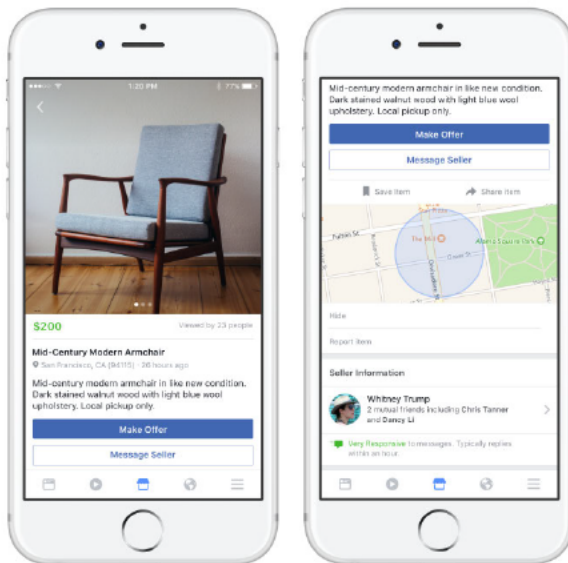 1:20 PM
77%
$200
Viewed by 23 people
Mid-Century Modern Armchair
San Francisco, CA (94115) · 26 hours ago
Mid-century modern armchair in like new condition.
Dark stained walnut wood with light blue wool
upholstery. Local pickup only.
Make Offer
Message Seller
Mid-century modern armchair in like new condition.
Dark stained walnut wood with light blue wool
upholstery. Local pickup only.
Make Offer
Message Seller
Save Item
Share Item
Fulton St
The Mill
Alamo Square Park
Grove St
Hide
Report Item
Seller Information
Whitney Trump
2 mutual friends including Chris Tanner
and Dancy Li
Very Responsive to messages. Typically replies
within an hour.